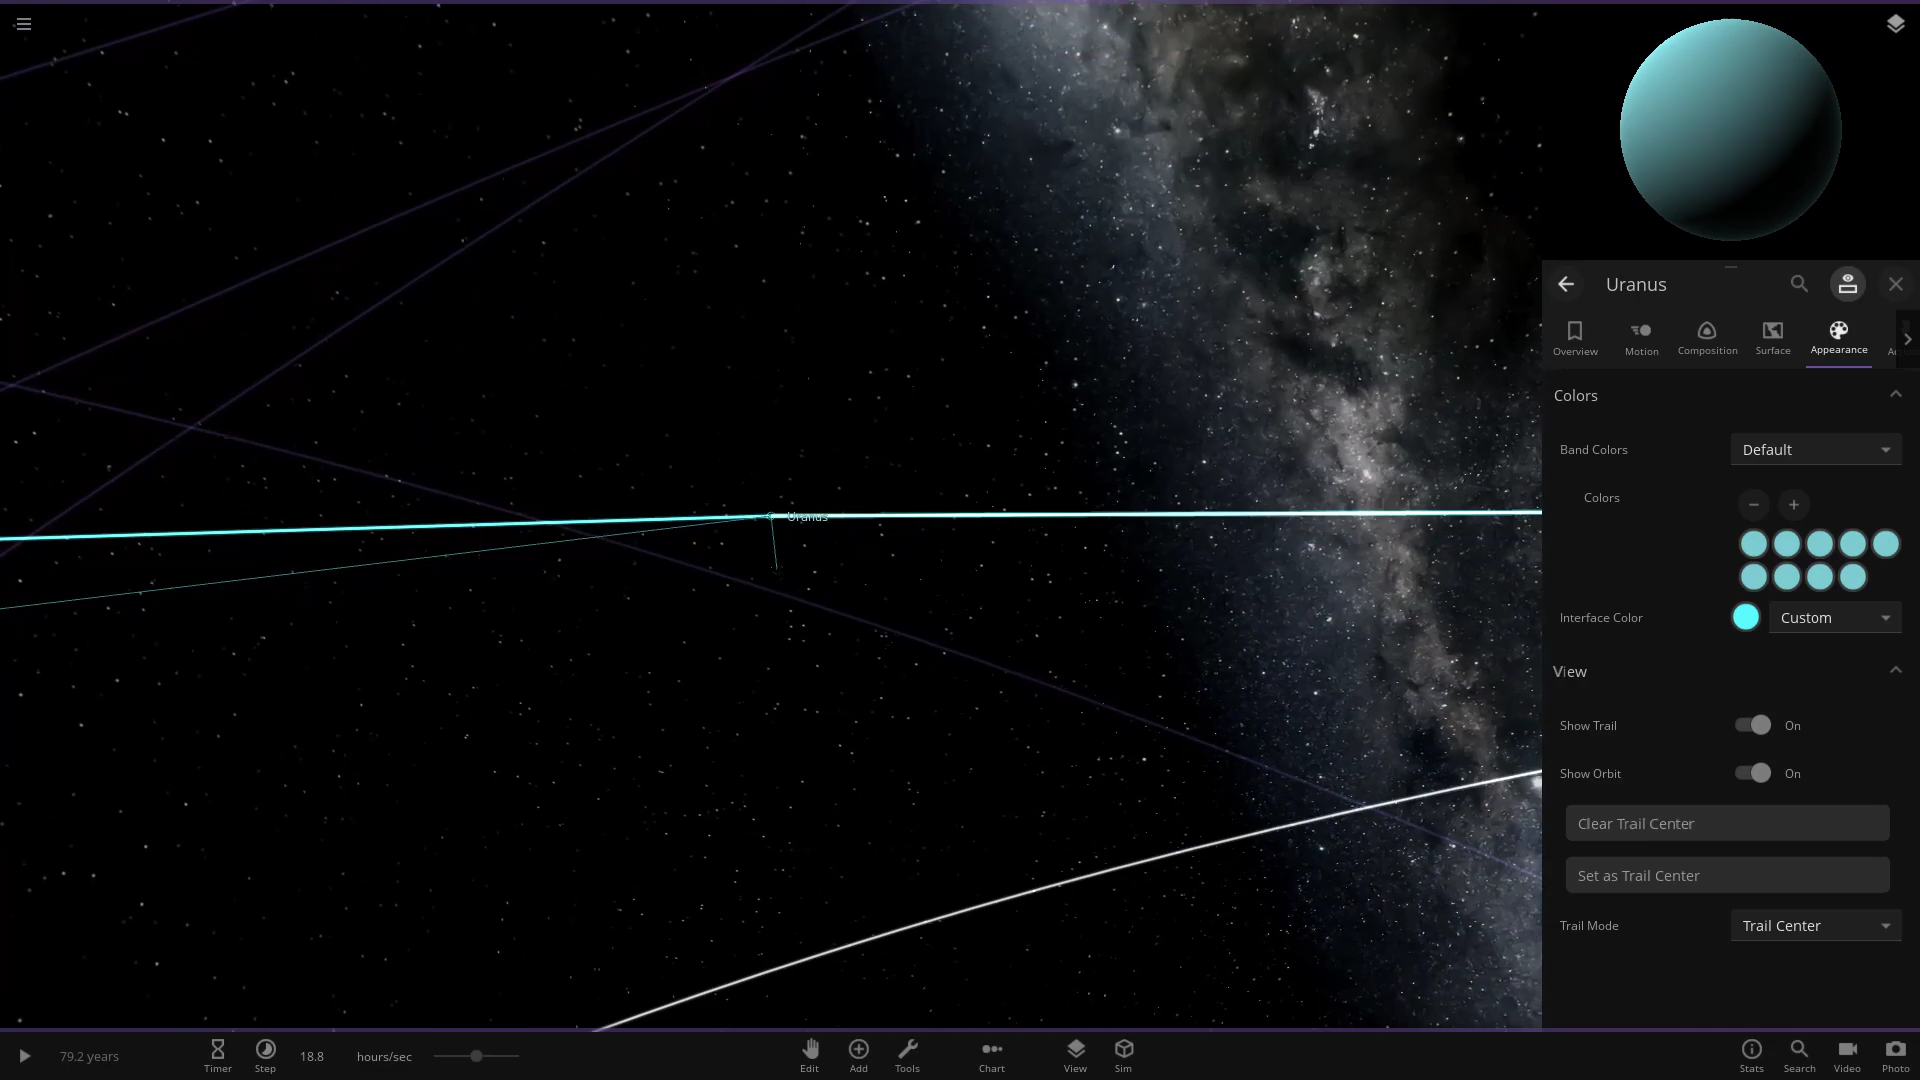 Uranus
Overview
Motion
Composition
Surface
Appearance
Colors
Band Colors
Default
Colors
Uranus
Interface Color
Custom
View
Show Trail
On
Show Orbit
On
Clear Trail Center
Set as Trail Center
Trail Mode
Trail Center
79.2 years
Timer
Step
18.8
hours/sec
Edit
Add
Tools
Chart
View
Sim
Stats
Search
Video
Photo